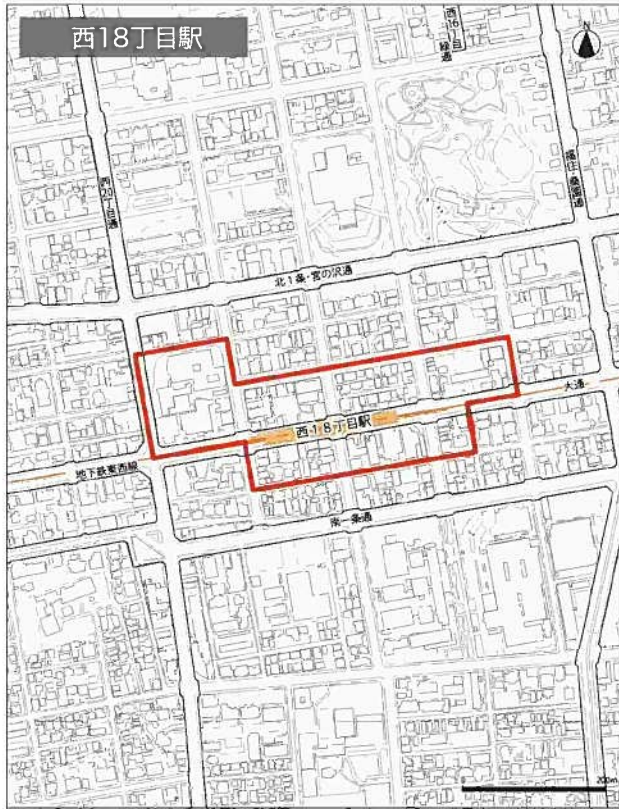 西18丁目駅
西16丁目
緑通
N
福住・桑園通
西20丁目通
北1条・宮の沢通
大通
西18丁目駅
地下鉄東西線
南一条通
0
200m